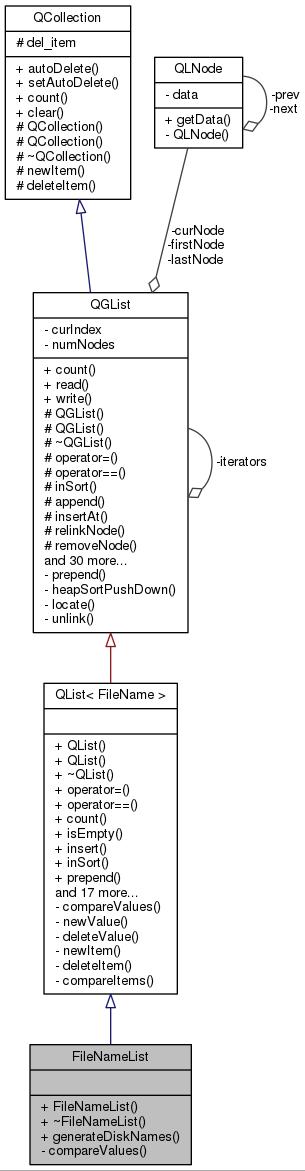 QCollection
# del_item
+ autoDelete()
+ setAutoDelete()
+ count()
+ clear()
# QCollection()
# QCollection()
# ~QCollection()
# newItem()
# deleteItem()
QLNode
- data
+ getData()
- QLNode()
-prev
-next
-curNode
-firstNode
-lastNode
QGList
- curIndex
- numNodes
+ count()
+ read()
+ write()
# QGList()
# QGList()
# ~QGList()
# operator=()
# operator==()
# inSort()
# append()
# insertAt()
# relinkNode()
# removeNode()
and 30 more...
- prepend()
- heapSortPushDown()
- locate()
- unlink()
-iterators
QList< FileName >
+ QList()
+ QList()
+ ~QList()
+ operator=()
+ operator==()
+ count()
+ isEmpty()
+ insert()
+ inSort()
+ prepend()
and 17 more...
- compareValues()
- newValue()
- deleteValue()
- newItem()
- deleteItem()
- compareItems()
FileNameList
+ FileNameList()
+ ~FileNameList()
+ generateDiskNames()
- compareValues()